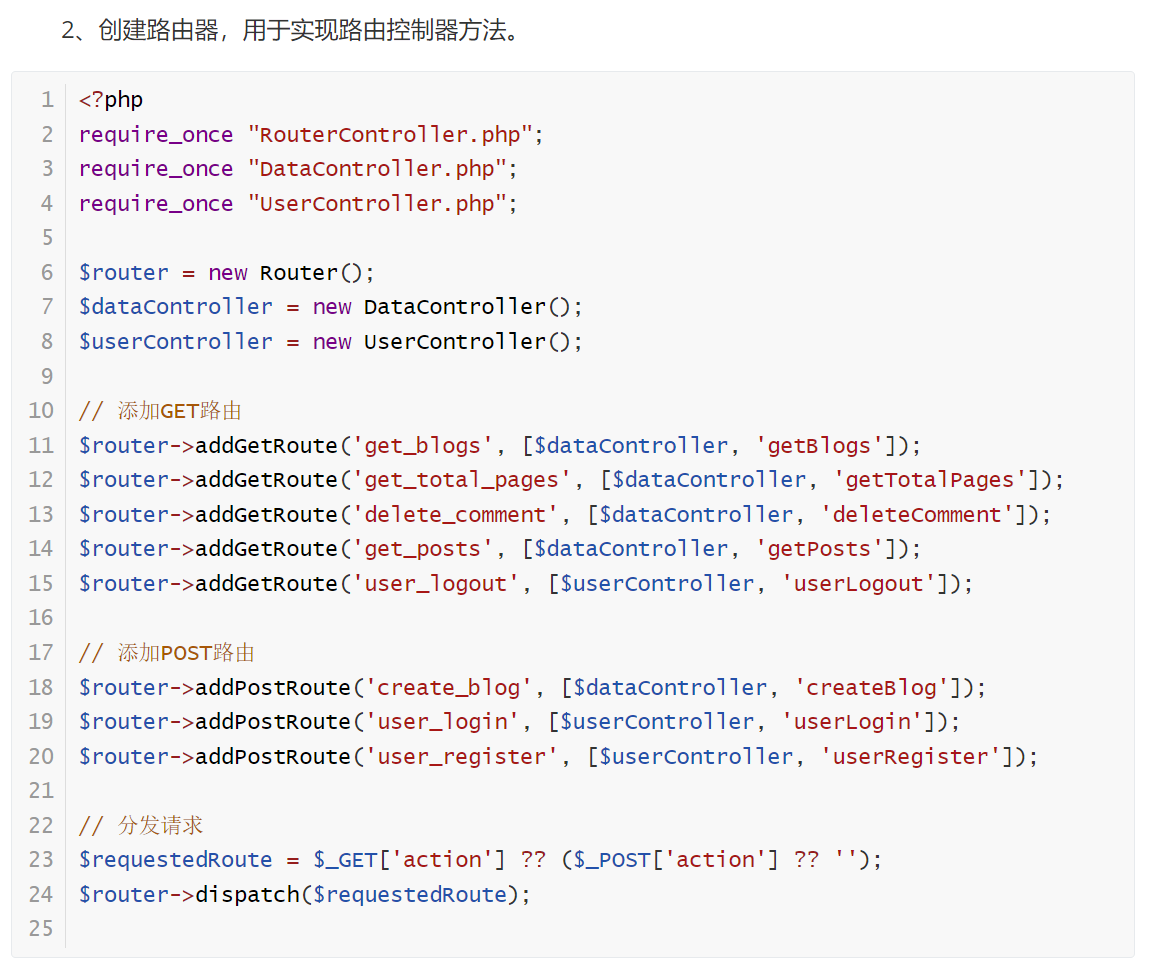 2、创建路由器，用于实现路由控制器方法。
1 <?php
2 require_once "RouterController.php";
3 require_once "DataController.php";
4 require_once "UserController.php";
5
6 $router = new Router();
7 $dataController = new DataController();
8 $userController = new UserController();
9
10 // 添加GET路由
11 $router->addGetRoute('get_blogs', [$dataController, 'getBlogs']);
12 $router->addGetRoute('get_total_pages', [$dataController, 'getTotalPages']);
13 $router->addGetRoute('delete_comment', [$dataController, 'deleteComment']);
14 $router->addGetRoute('get_posts', [$dataController, 'getPosts']);
15 $router->addGetRoute('user_logout', [$userController, 'userLogout']);
16
17 // 添加POST路由
18 $router->addPostRoute('create_blog', [$dataController, 'createBlog']);
19 $router->addPostRoute('user_login', [$userController, 'userLogin']);
20 $router->addPostRoute('user_register', [$userController, 'userRegister']);
21
22 // 分发请求
23 $requestedRoute = $_GET['action'] ?? ($_POST['action'] ?? '');
24 $router->dispatch($requestedRoute);
25